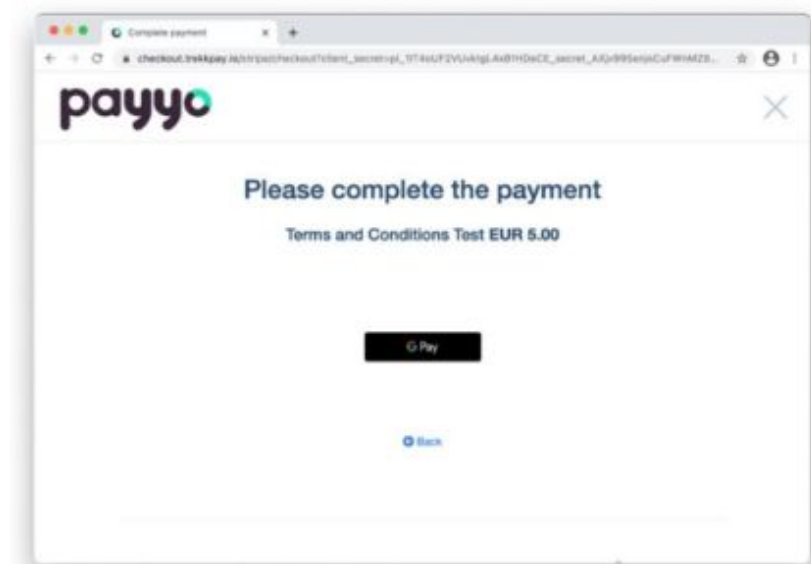 Complete payment
payyo
Please complete the payment
Terms and Conditions Test EUR 5.00
G Pay
Back